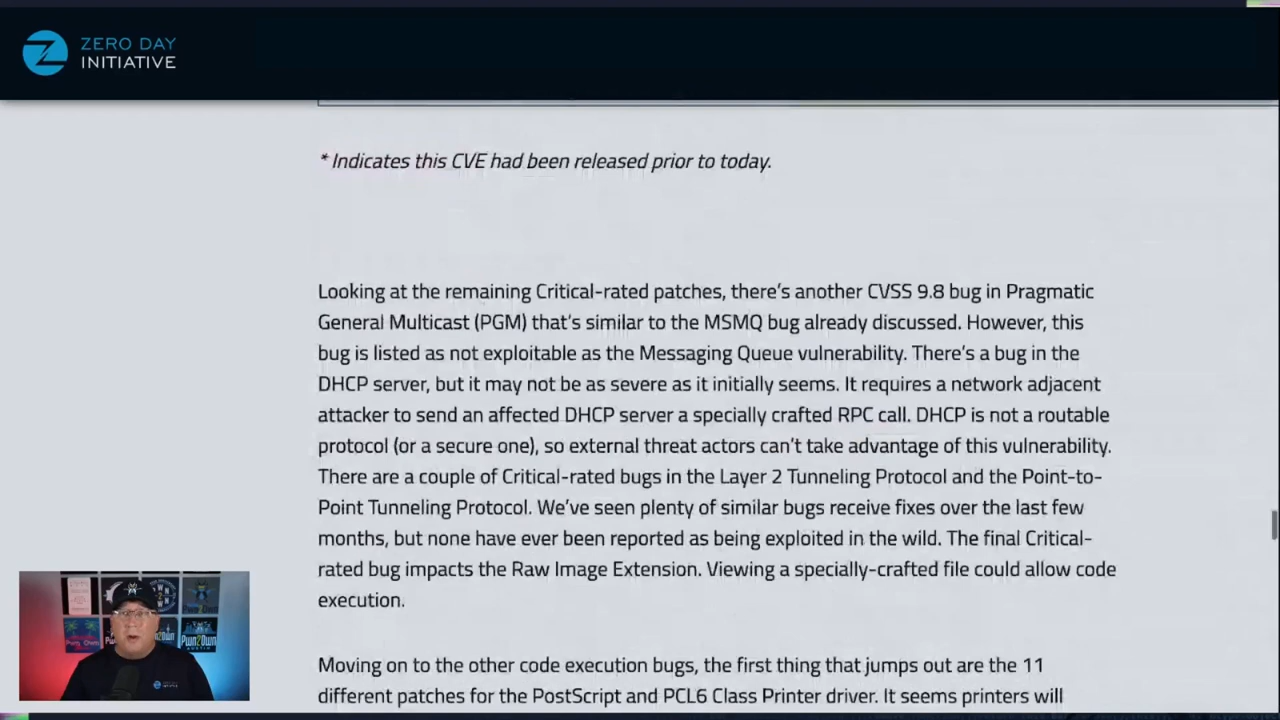 ZERO DAY
INITIATIVE
* Indicates this CVE had been released prior to today.
Looking at the remaining Critical-rated patches, there's another CVSS 9.8 bug in Pragmatic
General Multicast (PGM) that's similar to the MSMQ bug already discussed. However, this
bug is listed as not exploitable as the Messaging Queue vulnerability. There's a bug in the
DHCP server, but it may not be as severe as it initially seems. It requires a network adjacent
attacker to send an affected DHCP server a specially crafted RPC call. DHCP is not a routable
protocol (or a secure one), so external threat actors can't take advantage of this vulnerability.
There are a couple of Critical-rated bugs in the Layer 2 Tunneling Protocol and the Point-to-
Point Tunneling Protocol. We've seen plenty of similar bugs receive fixes over the last few
months, but none have ever been reported as being exploited in the wild. The final Critical-
rated bug impacts the Raw Image Extension. Viewing a specially-crafted file could allow code
execution.
Moving on to the other code execution bugs, the first thing that jumps out are the 11
different patches for the PostScript and PCL6 Class Printer driver. It seems printers will